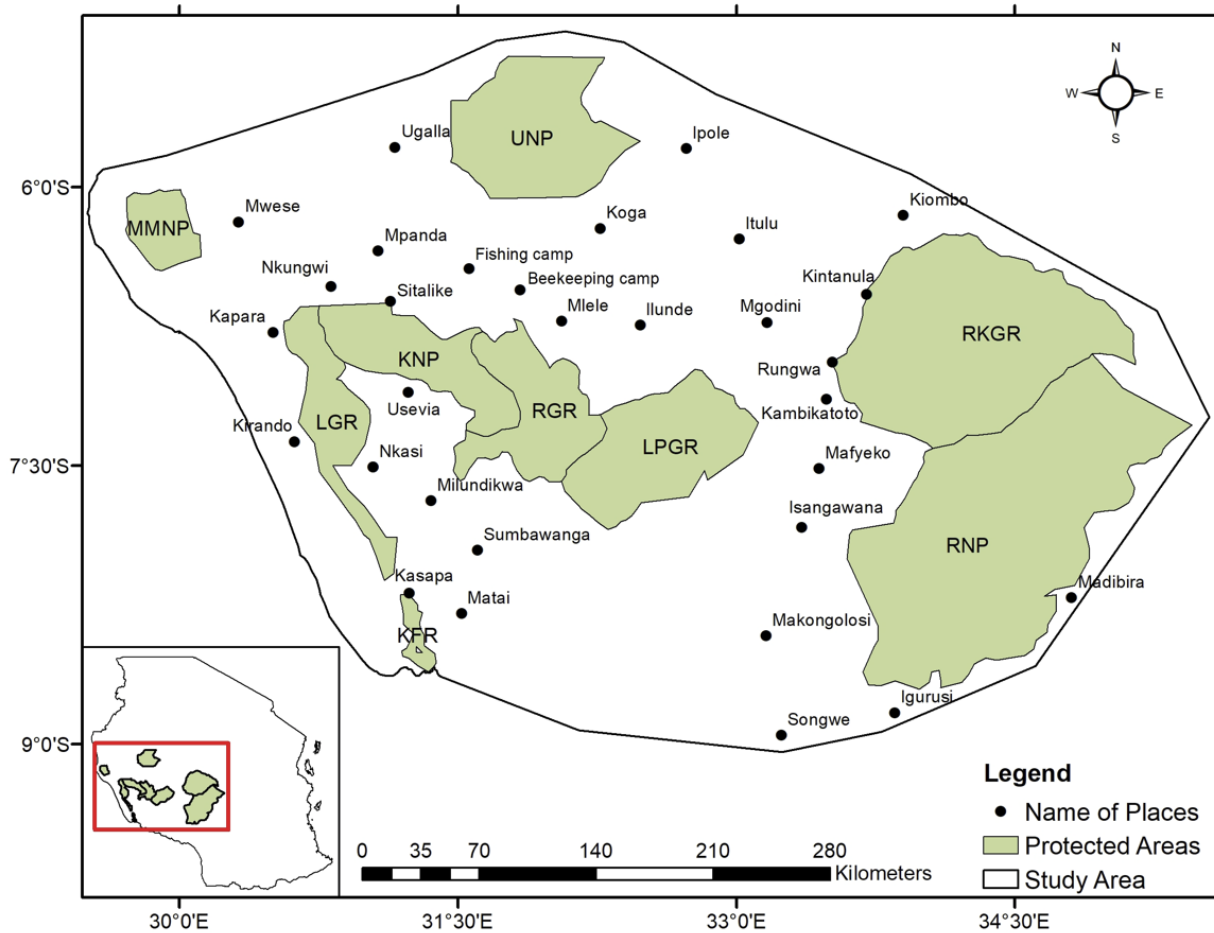 N
W E
S
UNP
Ugalla
Ipole
6°0'S
Kiombo
MMNP
Mwese
Koga
Itulu
Mpanda
Fishing camp
Nkungwi
Beekeeping camp
Kintanula
Sitalike
Kapara
Mlele
Ilunde
Mgodini
RKGR
KNP
Rungwa
Usevia
RGR
Kambikatoto
LGR
Kirando
LPGR
7°30'S
Nkasi
Mafyeko
Milundikwa
Isangawana
Sumbawanga
RNP
Kasapa
Madibira
Matai
KFR
Makongolosi
Igurusi
Songwe
9°0'S
Legend
Name of Places
Protected Areas
Study Area
0 35 70 140 210 280
Kilometers
30°0'E 31°30'E 33°0'E 34°30'E